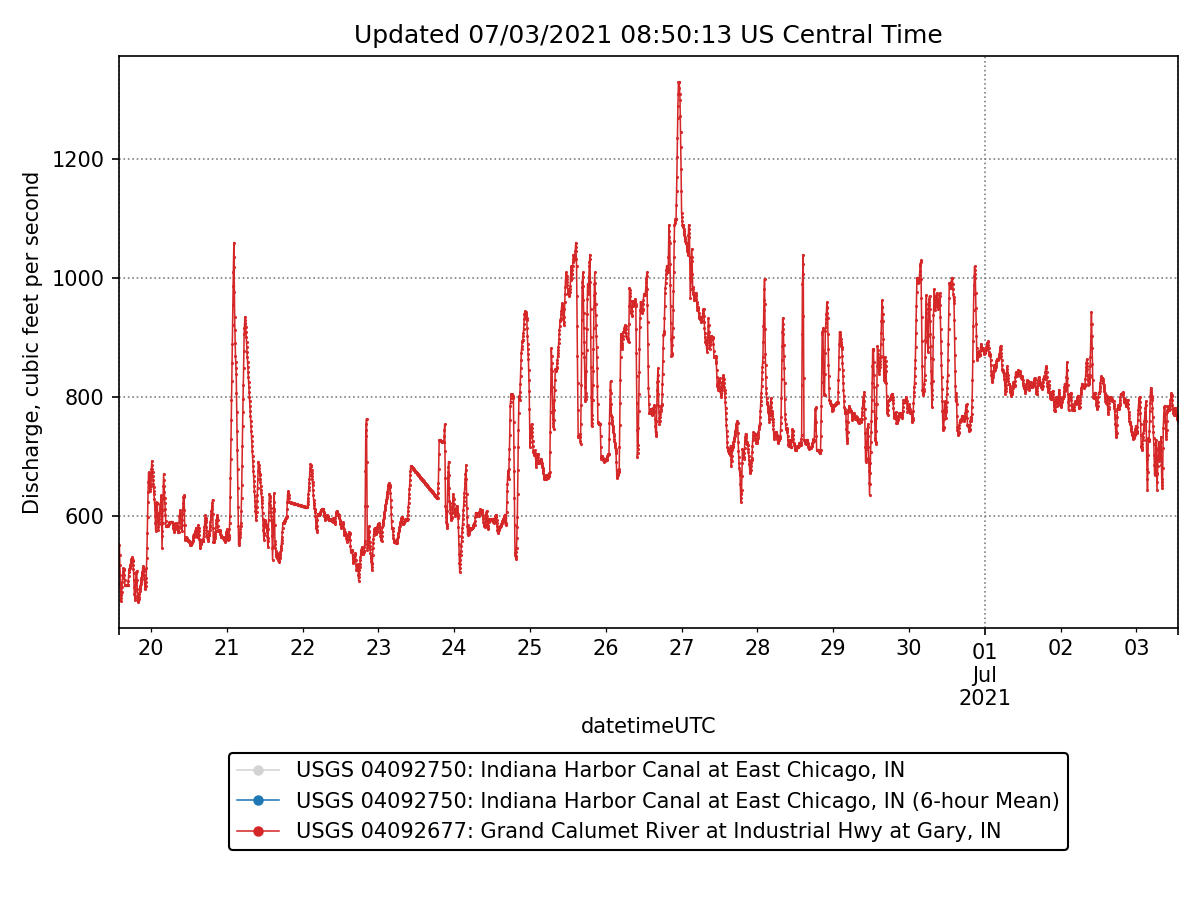 Updated 07/03/2021 08:50:13 US Central Time
Discharge, cubic feet per second
1200
1000
800
600
20 21 22 23 24 25 26 27 28 29 30 01 02 03
Jul
2021
datetimeUTC
USGS 04092750: Indiana Harbor Canal at East Chicago, IN
USGS 04092750: Indiana Harbor Canal at East Chicago, IN (6-hour Mean)
USGS 04092677: Grand Calumet River at Industrial Hwy at Gary, IN